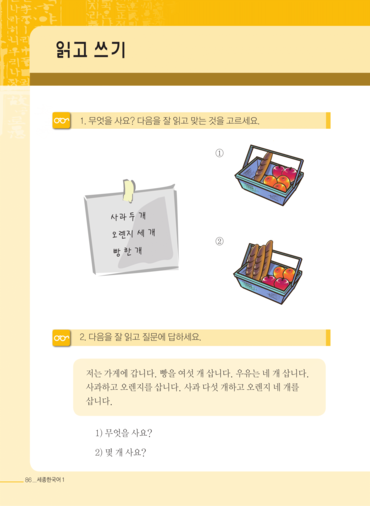 읽고 쓰기
1. 무엇을 사요? 다음을 잘 읽고 맞는 것을 고르세요.
①
사과 두 개
오렌지 세 개
빵 한 개
②
2. 다음을 잘 읽고 질문에 답하세요.
저는 가게에 갑니다. 빵을 여섯 개 삽니다. 우유는 네 개 삽니다.
사과하고 오렌지를 삽니다. 사과 다섯 개하고 오렌지 네 개를
삽니다.
1) 무엇을 사요?
2) 몇 개 사요?
86_세종한국어 1